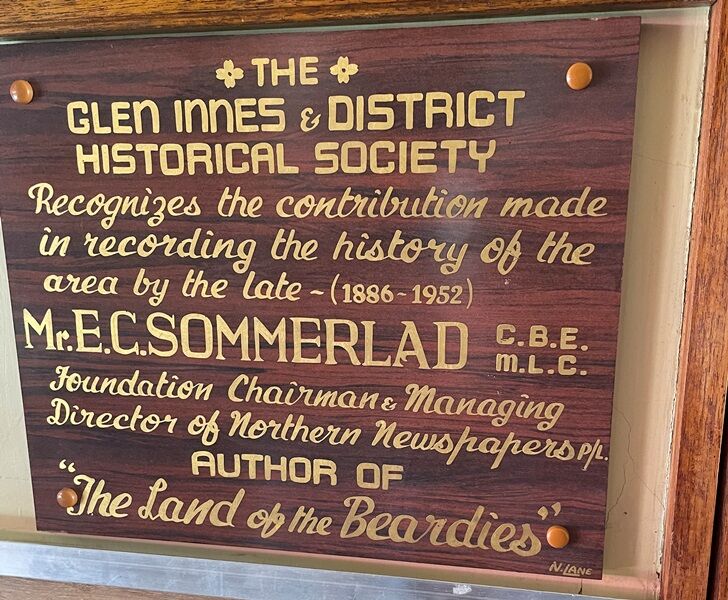 THE
GLEN INNES & DISTRICT
HISTORICAL SOCIETY
Recognizes the contribution made
in recording the history of the
area by the late - (1886-1952)
Mr. E.C. SOMMERLAD C.B.E. M.L.C.
Foundation Chairman & Managing
Director of Northern Newspapers P/L.
AUTHOR OF
"The Land of the Beardies"
N. LANE